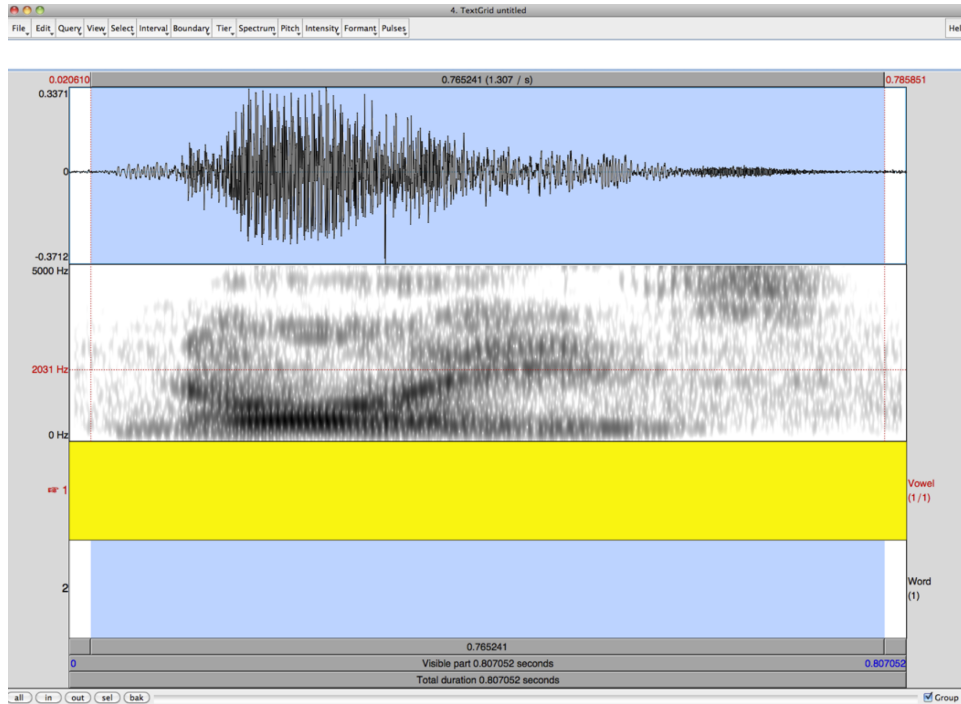 4. TextGrid untitled
File Edit Query View Select Interval Boundary Tier Spectrum Pitch Intensity Formant Pulses Hel
0.020610 0.765241 (1.307 / s) 0.785851
0.3371
0
-0.3712
5000 Hz
2031 Hz
0 Hz
1 Vowel
(1/1)
2 Word
(1)
0.765241
0 Visible part 0.807052 seconds 0.807052
Total duration 0.807052 seconds
all in out sel bak Group